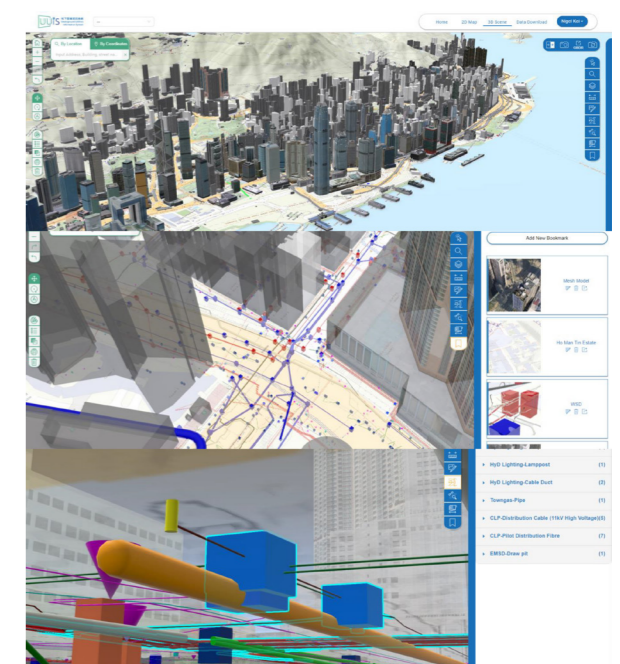 Home 2D Map 3D Scene Data Download
By Location By Coordinates
Add New Bookmark
Mesh Model
Ho Man Tin Estate
WSD
HyD Lighting-Lamppost (1)
HyD Lighting-Cable Duct (2)
Towngas-Pipe (1)
CLP-Distribution Cable (11kV High Voltage)(5)
CLP-Pilot Distribution Fibre (7)
EMSD-Draw pit (1)